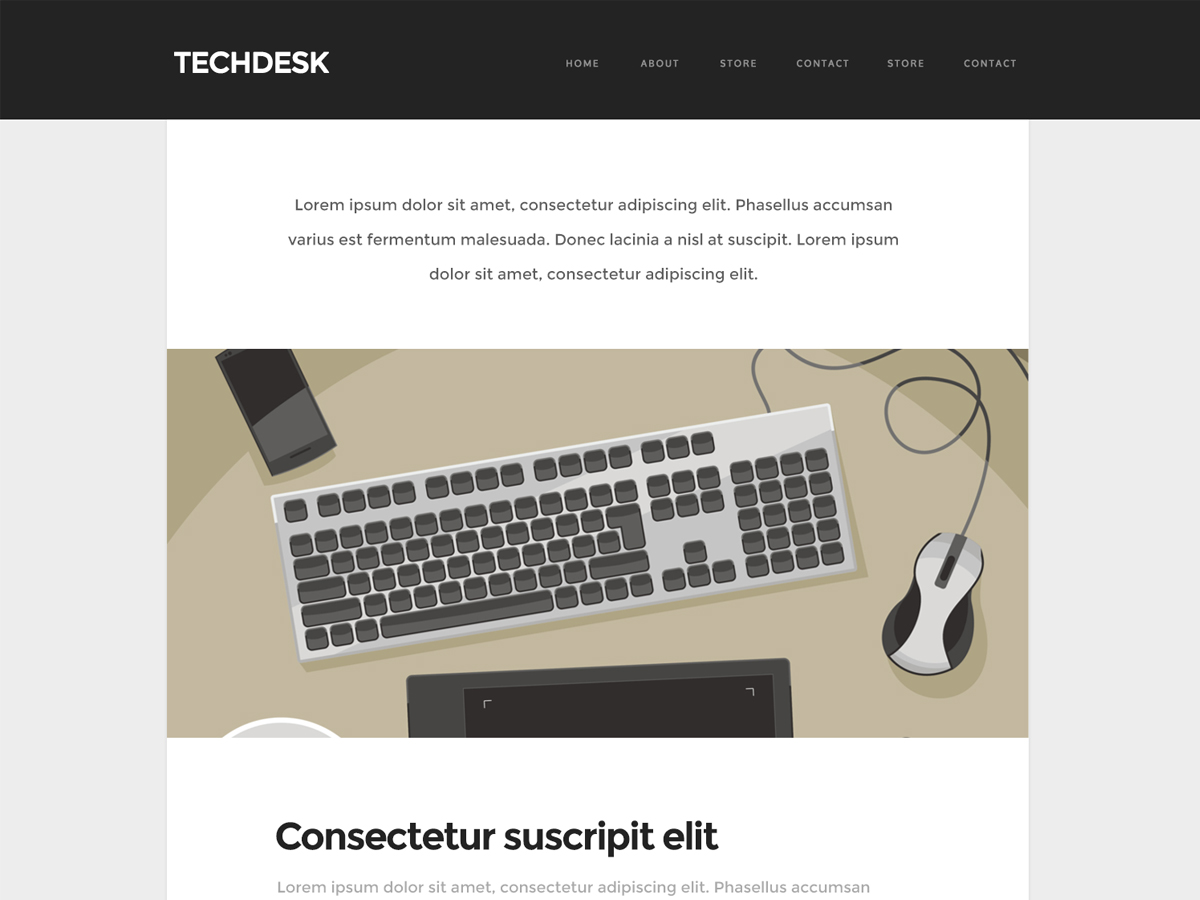 TECHDESK
HOME ABOUT STORE CONTACT STORE CONTACT
Lorem ipsum dolor sit amet, consectetur adipiscing elit. Phasellus accumsan
varius est fermentum malesuada. Donec lacinia a nisl at suscipit. Lorem ipsum
dolor sit amet, consectetur adipiscing elit.
Consectetur suscripit elit
Lorem ipsum dolor sit amet, consectetur adipiscing elit. Phasellus accumsan